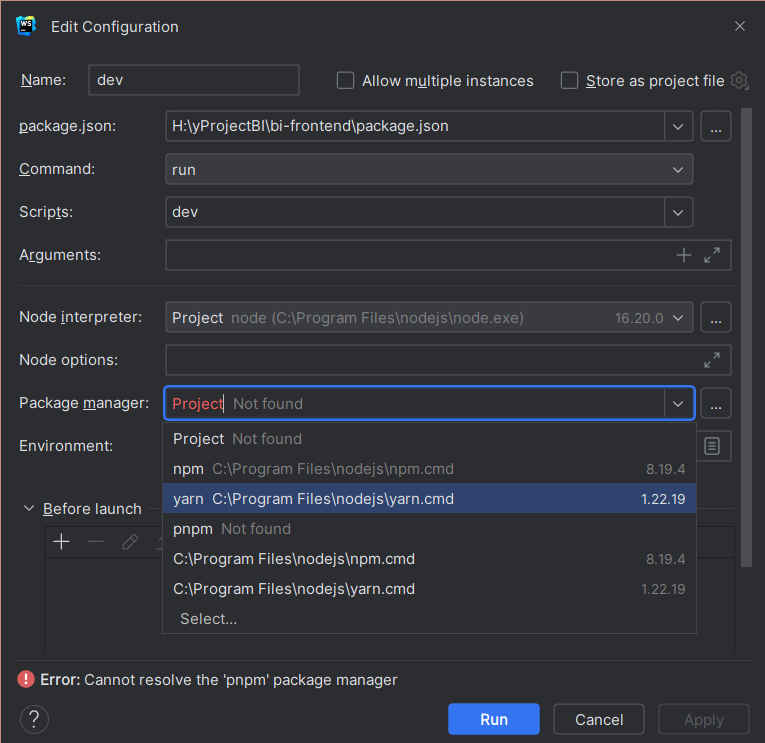 WS Edit Configuration
Name: dev Allow multiple instances Store as project file
package.json: H:\yProjectBI\bi-frontend\package.json ...
Command: run
Scripts: dev
Arguments:
Node interpreter: Project node (C:\Program Files\nodejs\node.exe) 16.20.0 ...
Node options:
Package manager: Project Not found ...
Environment:
Project Not found
npm C:\Program Files\nodejs\npm.cmd 8.19.4
yarn C:\Program Files\nodejs\yarn.cmd 1.22.19
pnpm Not found
C:\Program Files\nodejs\npm.cmd 8.19.4
C:\Program Files\nodejs\yarn.cmd 1.22.19
Select...
Before launch
Error: Cannot resolve the 'pnpm' package manager
? Run Cancel Apply